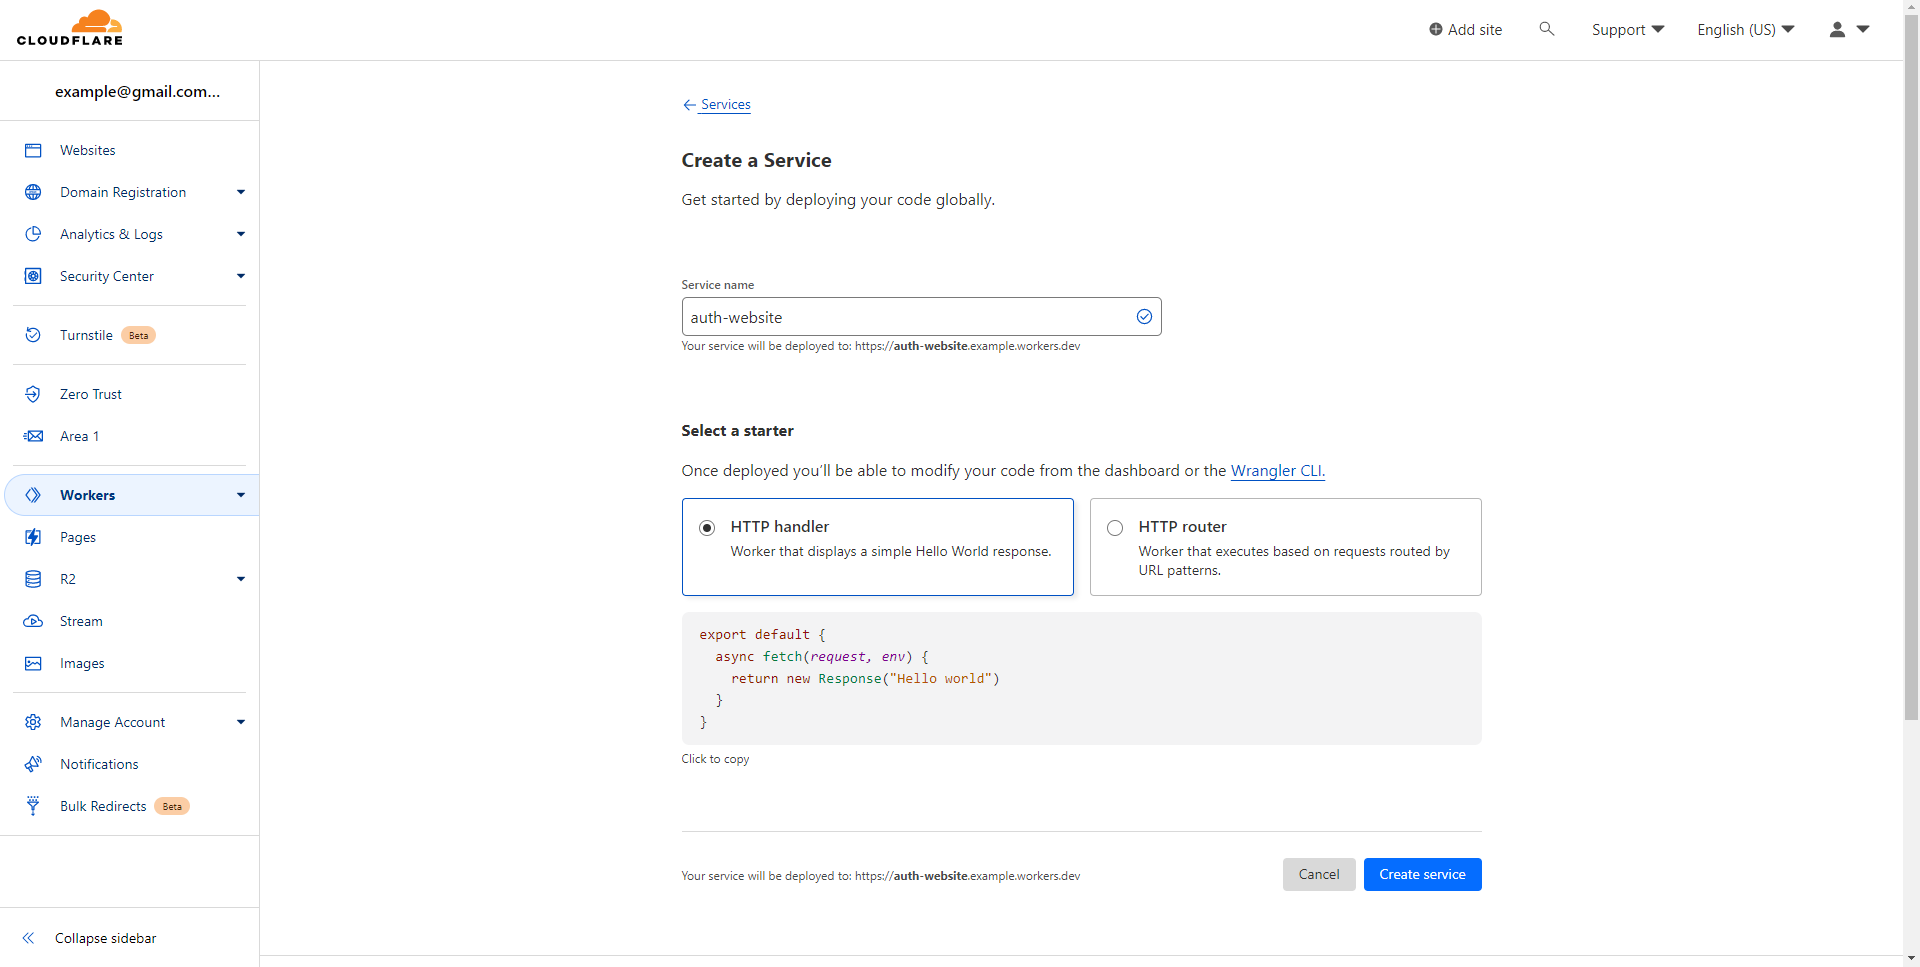 CLOUDFLARE
Add site
Support
English (US)
example@gmail.com...
Websites
Domain Registration
Analytics & Logs
Security Center
Turnstile Beta
Zero Trust
Area 1
Workers
Pages
R2
Stream
Images
Manage Account
Notifications
Bulk Redirects Beta
Collapse sidebar
← Services
Create a Service
Get started by deploying your code globally.
Service name
auth-website
Your service will be deployed to: https://auth-website.example.workers.dev
Select a starter
Once deployed you'll be able to modify your code from the dashboard or the Wrangler CLI.
HTTP handler
Worker that displays a simple Hello World response.
HTTP router
Worker that executes based on requests routed by
URL patterns.
export default {
  async fetch(request, env) {
    return new Response("Hello world")
  }
}
Click to copy
Your service will be deployed to: https://auth-website.example.workers.dev
Cancel
Create service